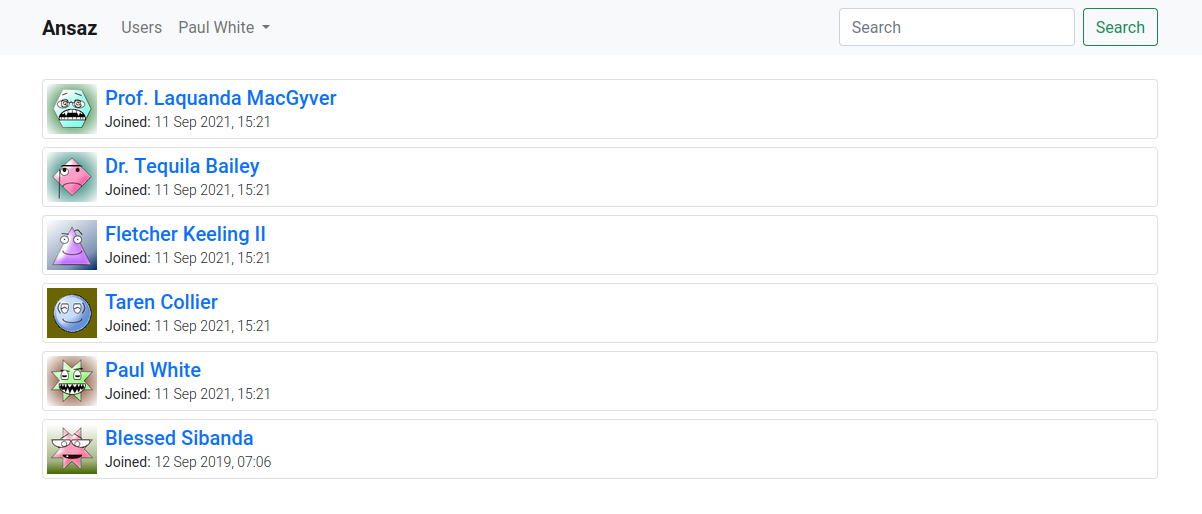 Ansaz Users Paul White Search Search
Prof. Laquanda MacGyver
Joined: 11 Sep 2021, 15:21
Dr. Tequila Bailey
Joined: 11 Sep 2021, 15:21
Fletcher Keeling II
Joined: 11 Sep 2021, 15:21
Taren Collier
Joined: 11 Sep 2021, 15:21
Paul White
Joined: 11 Sep 2021, 15:21
Blessed Sibanda
Joined: 12 Sep 2019, 07:06